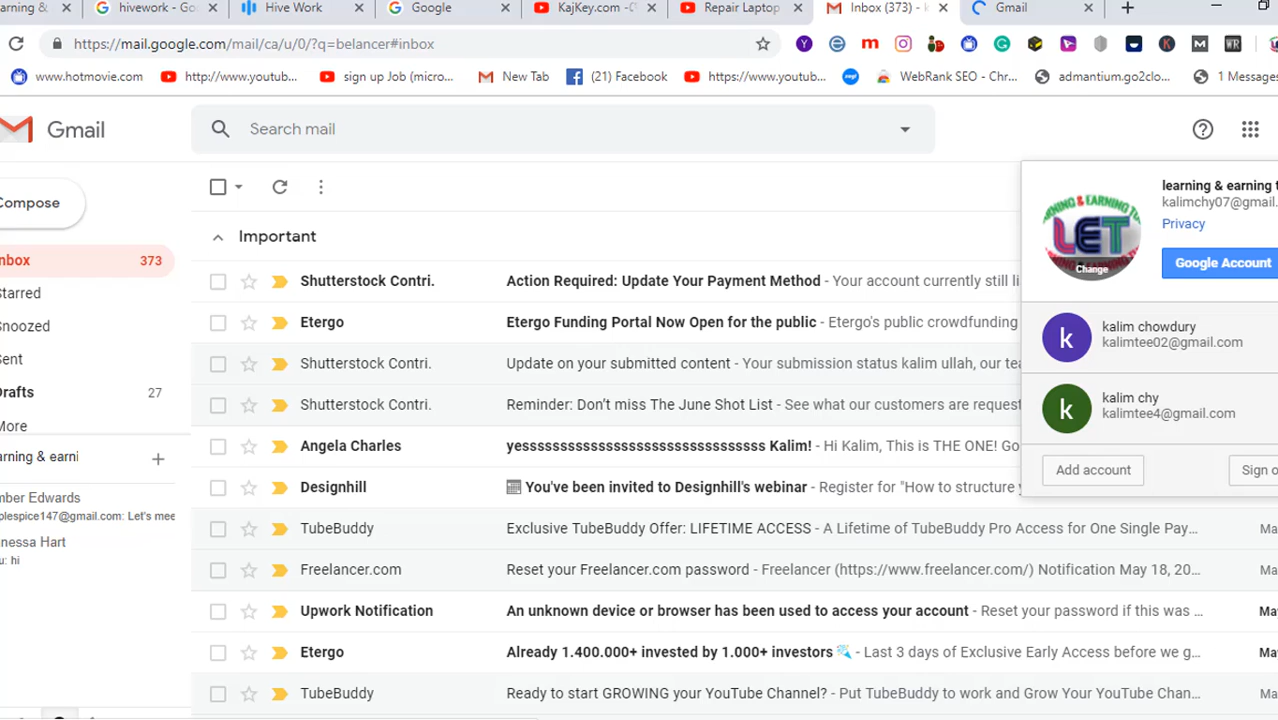 arning &
hivework - Go
Hive Work
Google
KajKey.com - (
Repair Laptop
Inbox (373) - k
Gmail
https://mail.google.com/mail/ca/u/0/?q=belancer#inbox
www.hotmovie.com
http://www.youtub...
sign up Job (micro...
New Tab
(21) Facebook
https://www.youtub...
WebRank SEO - Chr...
admantium.go2clo...
1 Messages
Gmail
Search mail
Compose
learning & earning t
kalimchy07@gmail.
Privacy
LET
Change
Google Account
Important
nbox 373
Shutterstock Contri. Action Required: Update Your Payment Method - Your account currently still li
tarred
Etergo Etergo Funding Portal Now Open for the public - Etergo's public crowdfunding
kalim chowdury
kalimtee02@gmail.com
noozed
Shutterstock Contri. Update on your submitted content - Your submission status kalim ullah, our tea
ent
Shutterstock Contri. Reminder: Don't miss The June Shot List - See what our customers are request
kalim chy
kalimtee4@gmail.com
rafts 27
More
Angela Charles yesssssssssssssssssssssssssssssss Kalim! - Hi Kalim, This is THE ONE! Go
arning & earni
Add account
Sign o
Designhill You've been invited to Designhill's webinar - Register for "How to structure y
mber Edwards
plespice147@gmail.com: Let's mee
TubeBuddy Exclusive TubeBuddy Offer: LIFETIME ACCESS - A Lifetime of TubeBuddy Pro Access for One Single Pay... Ma
nessa Hart
u: hi
Freelancer.com Reset your Freelancer.com password - Freelancer (https://www.freelancer.com/) Notification May 18, 20... Ma
Upwork Notification An unknown device or browser has been used to access your account - Reset your password if this was ... Ma
Etergo Already 1.400.000+ invested by 1.000+ investors - Last 3 days of Exclusive Early Access before we g... Ma
TubeBuddy Ready to start GROWING your YouTube Channel? - Put TubeBuddy to work and Grow Your YouTube Chan... Ma